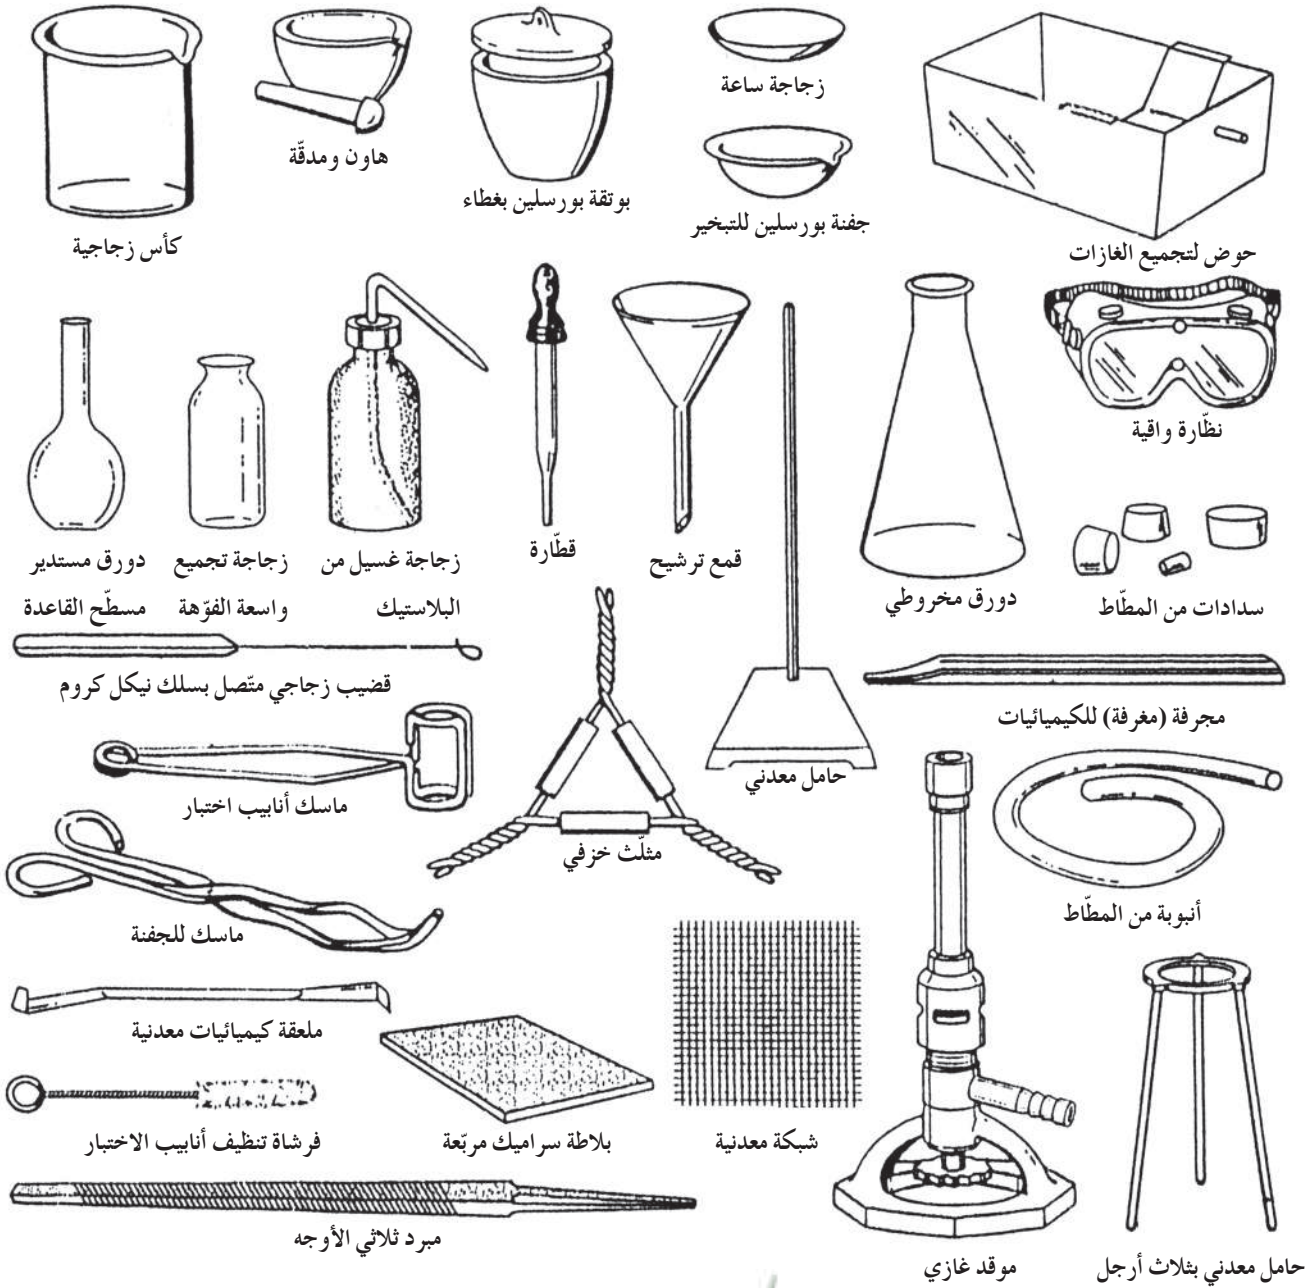 زجاجة ساعة
هاون ومدقّة
بوتقة بورسلين بغطاء
جفنة بورسلين للتبخير
كأس زجاجية
حوض لتجميع الغازات
نظّارة واقية
قطّارة
قمع ترشيح
زجاجة غسيل من
البلاستيك
زجاجة تجميع
واسعة الفوّهة
دورق مستدير
مسطّح القاعدة
دورق مخروطي
سدادات من المطّاط
قضيب زجاجي متّصل بسلك نيكل كروم
مجرفة (مغرفة) للكيميائيات
حامل معدني
ماسك أنابيب اختبار
مثلّث خزفي
أنبوبة من المطّاط
ماسك للجفنة
ملعقة كيميائيات معدنية
شبكة معدنية
بلاطة سراميك مربّعة
فرشاة تنظيف أنابيب الاختبار
مبرد ثلاثي الأوجه
موقد غازي
حامل معدني بثلاث أرجل